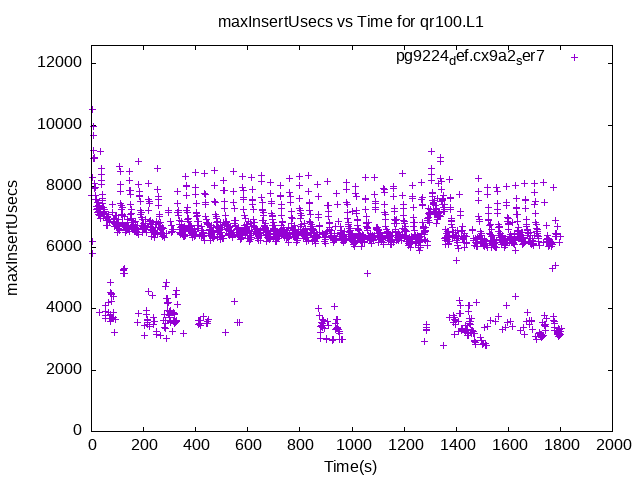 maxInsertUsecs vs Time for qr100.L1
pg9224def.cx9a2ser7
12000
10000
8000
6000
4000
2000
0
maxInsertUsecs
0 200 400 600 800 1000 1200 1400 1600 1800 2000
Time(s)